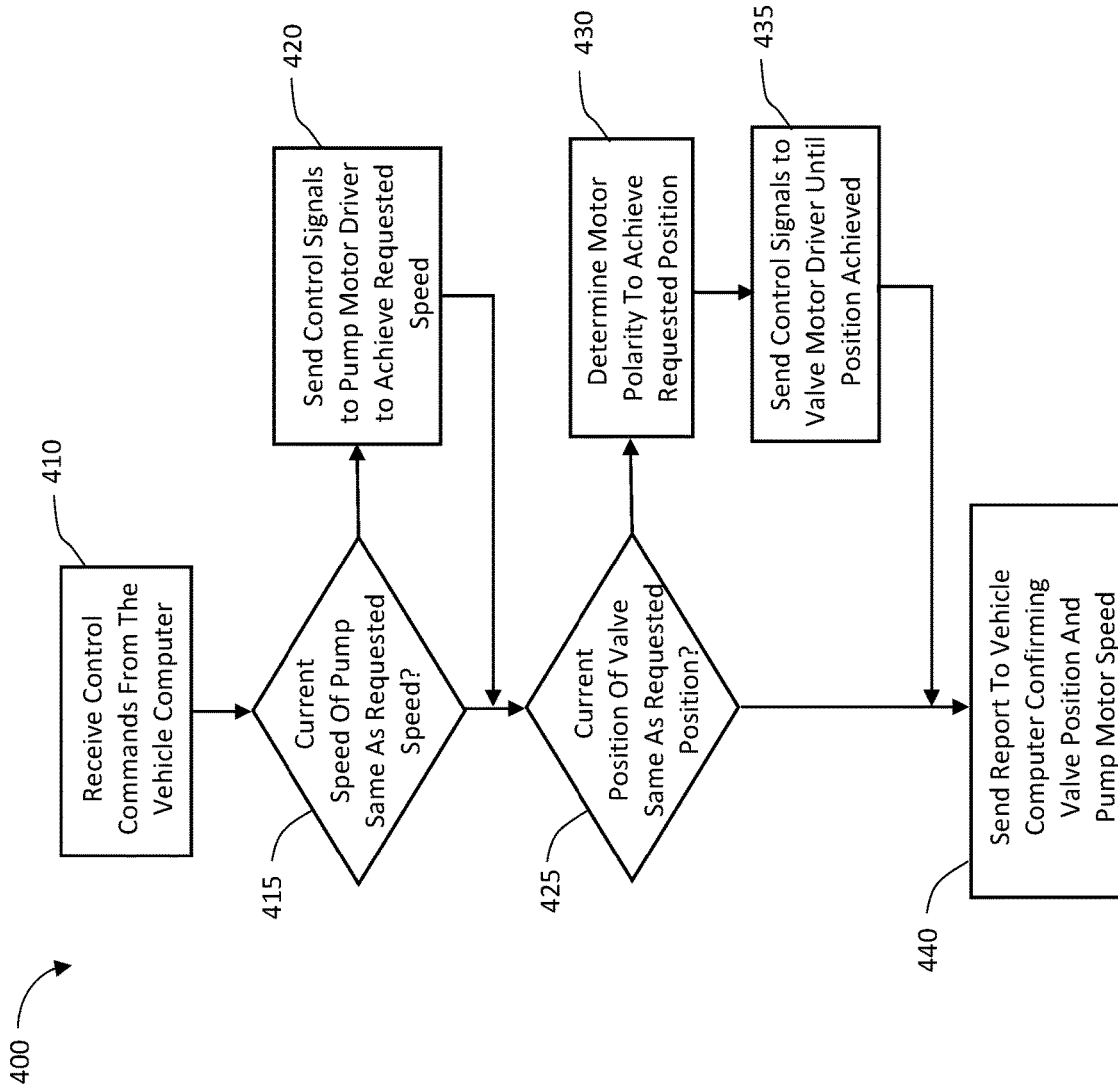 400
410
Receive Control
Commands From The
Vehicle Computer
415
Current
Speed Of Pump
Same As Requested
Speed?
420
Send Control Signals
to Pump Motor Driver
to Achieve Requested
Speed
425
Current
Position Of Valve
Same As Requested
Position?
430
Determine Motor
Polarity To Achieve
Requested Position
435
Send Control Signals to
Valve Motor Driver Until
Position Achieved
440
Send Report To Vehicle
Computer Confirming
Valve Position And
Pump Motor Speed